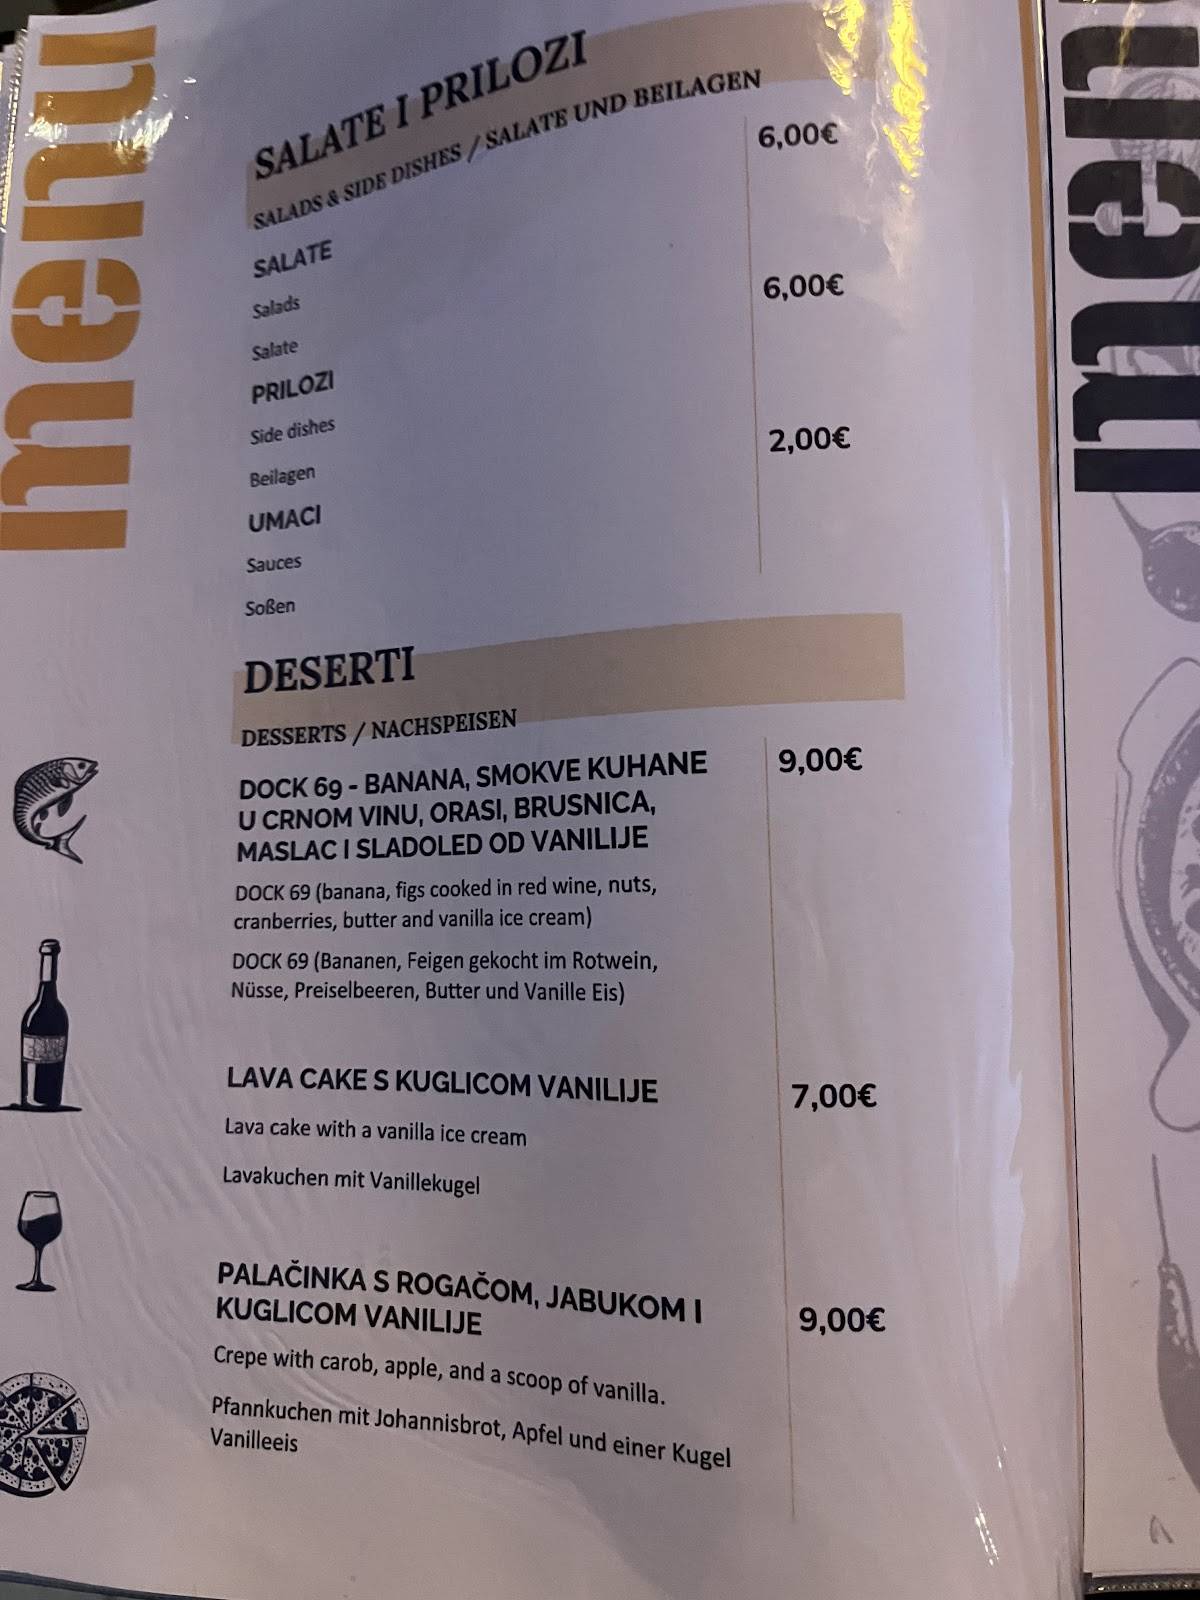 menu
SALATE I PRILOZI
SALADS & SIDE DISHES / SALATE UND BEILAGEN
SALATE 6,00€
Salads
Salate
PRILOZI 6,00€
Side dishes
Beilagen
UMACI 2,00€
Sauces
Soßen
DESERTI
DESSERTS / NACHSPEISEN
DOCK 69 - BANANA, SMOKVE KUHANE 9,00€
U CRNOM VINU, ORASI, BRUSNICA,
MASLAC I SLADOLED OD VANILIJE
DOCK 69 (banana, figs cooked in red wine, nuts,
cranberries, butter and vanilla ice cream)
DOCK 69 (Bananen, Feigen gekocht im Rotwein,
Nüsse, Preiselbeeren, Butter und Vanille Eis)
LAVA CAKE S KUGLICOM VANILIJE 7,00€
Lava cake with a vanilla ice cream
Lavakuchen mit Vanillekugel
PALAČINKA S ROGAČOM, JABUKOM I 9,00€
KUGLICOM VANILIJE
Crepe with carob, apple, and a scoop of vanilla.
Pfannkuchen mit Johannisbrot, Apfel und einer Kugel
Vanilleeis
men